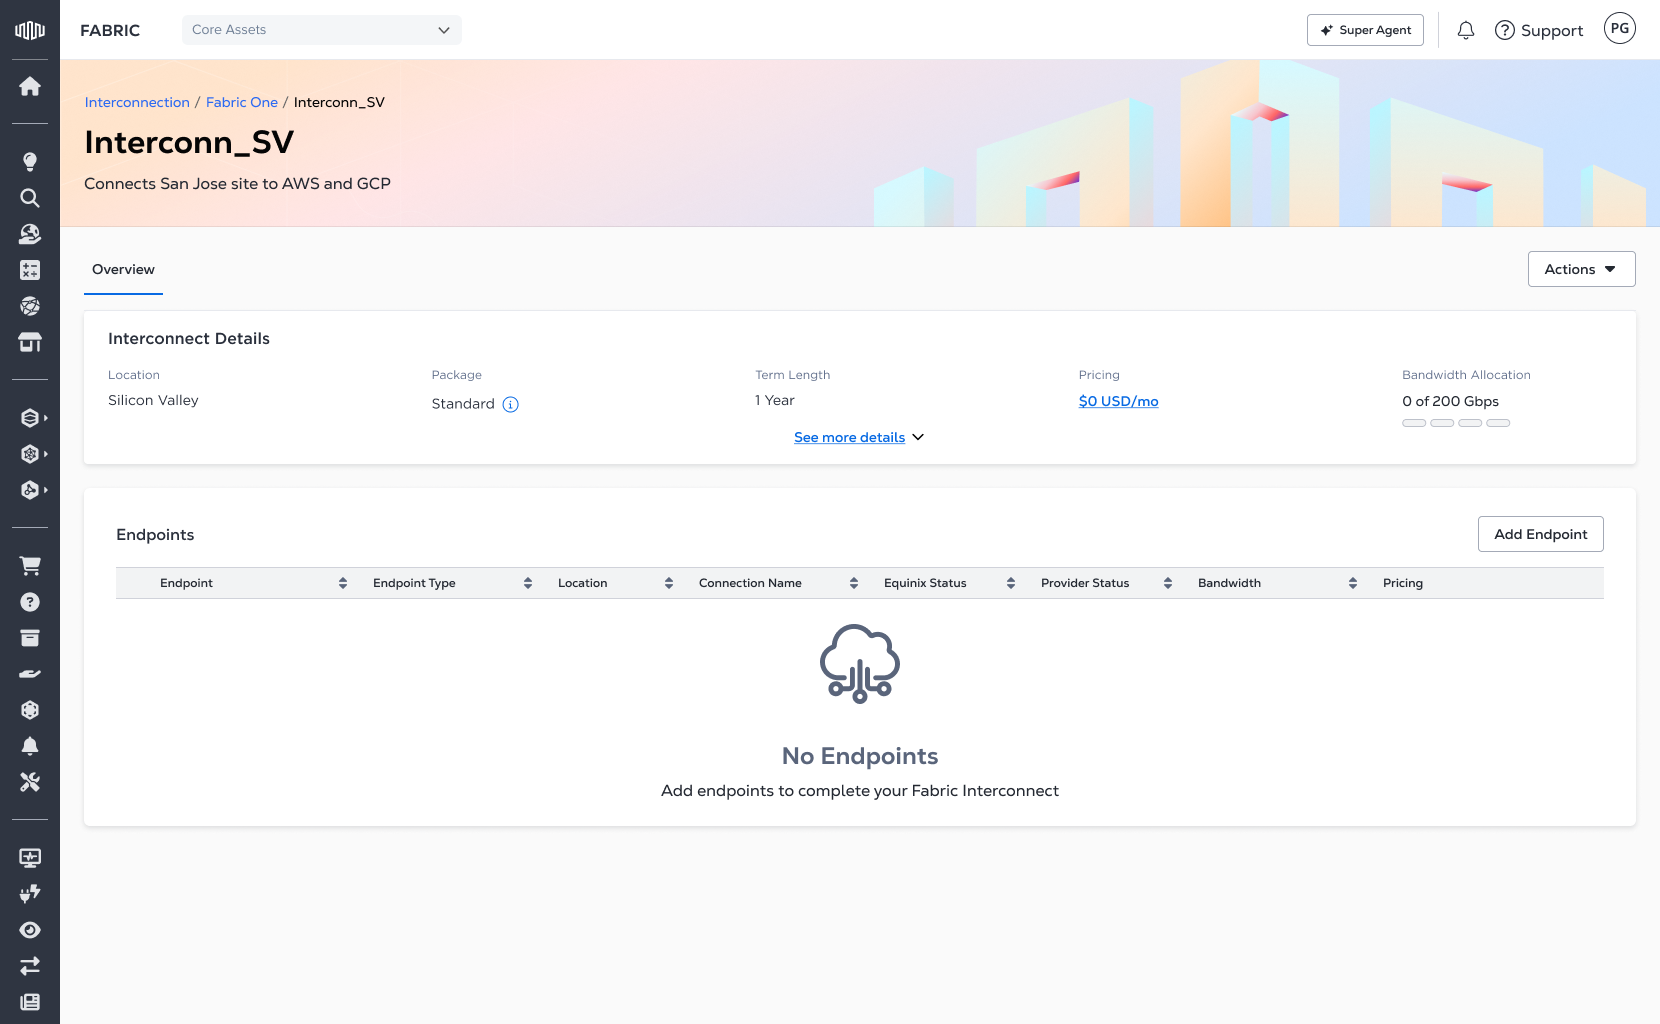 FABRIC
Core Assets
Super Agent
Support
PG
Interconnection / Fabric One / Interconn_SV
Interconn_SV
Connects San Jose site to AWS and GCP
Overview
Actions
Interconnect Details
Location
Package
Term Length
Pricing
Bandwidth Allocation
Silicon Valley
Standard
1 Year
$0 USD/mo
0 of 200 Gbps
See more details
Endpoints
Add Endpoint
Endpoint
Endpoint Type
Location
Connection Name
Equinix Status
Provider Status
Bandwidth
Pricing
No Endpoints
Add endpoints to complete your Fabric Interconnect